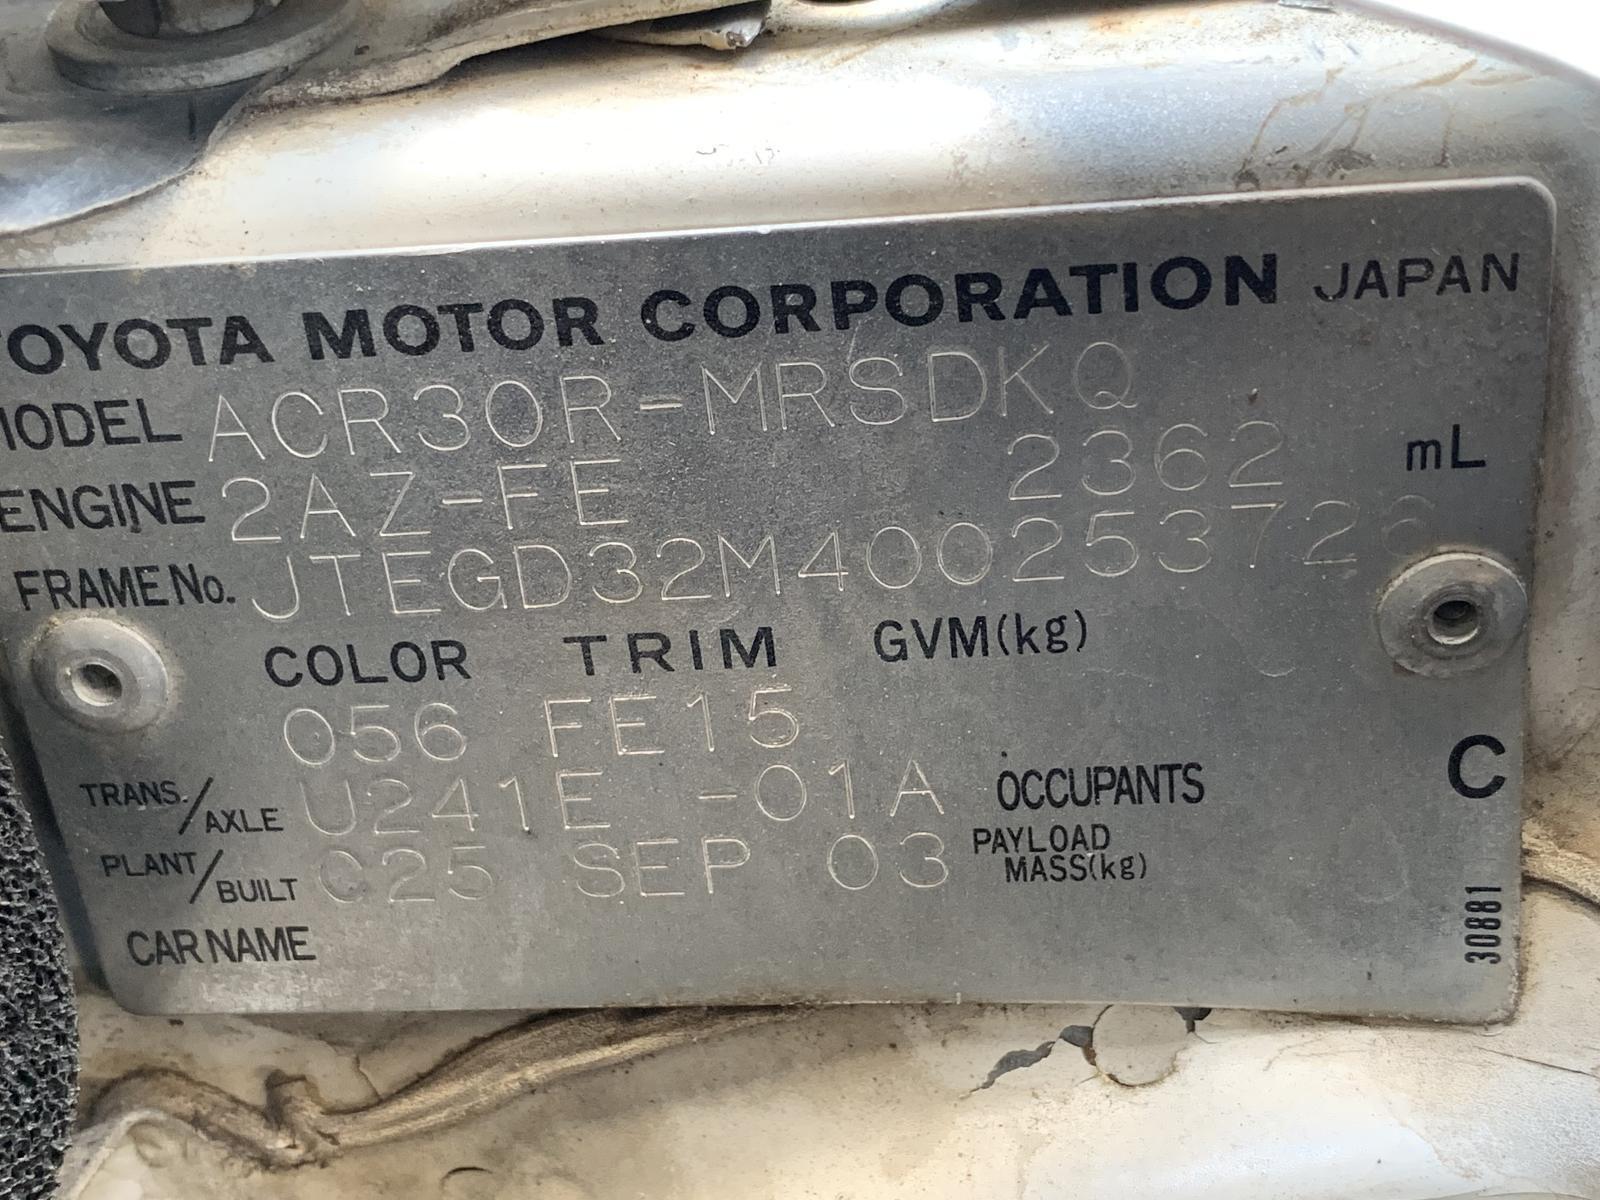 TOYOTA MOTOR CORPORATION JAPAN
MODEL ACR30R-MRSDKQ
ENGINE 2AZ-FE 2362 mL
FRAME No. JTEGD32M400253726
COLOR TRIM GVM(kg)
056 FE15
TRANS./AXLE U241E -01A OCCUPANTS C
PLANT/BUILT C25 SEP 03 PAYLOAD MASS(kg)
CAR NAME
30881